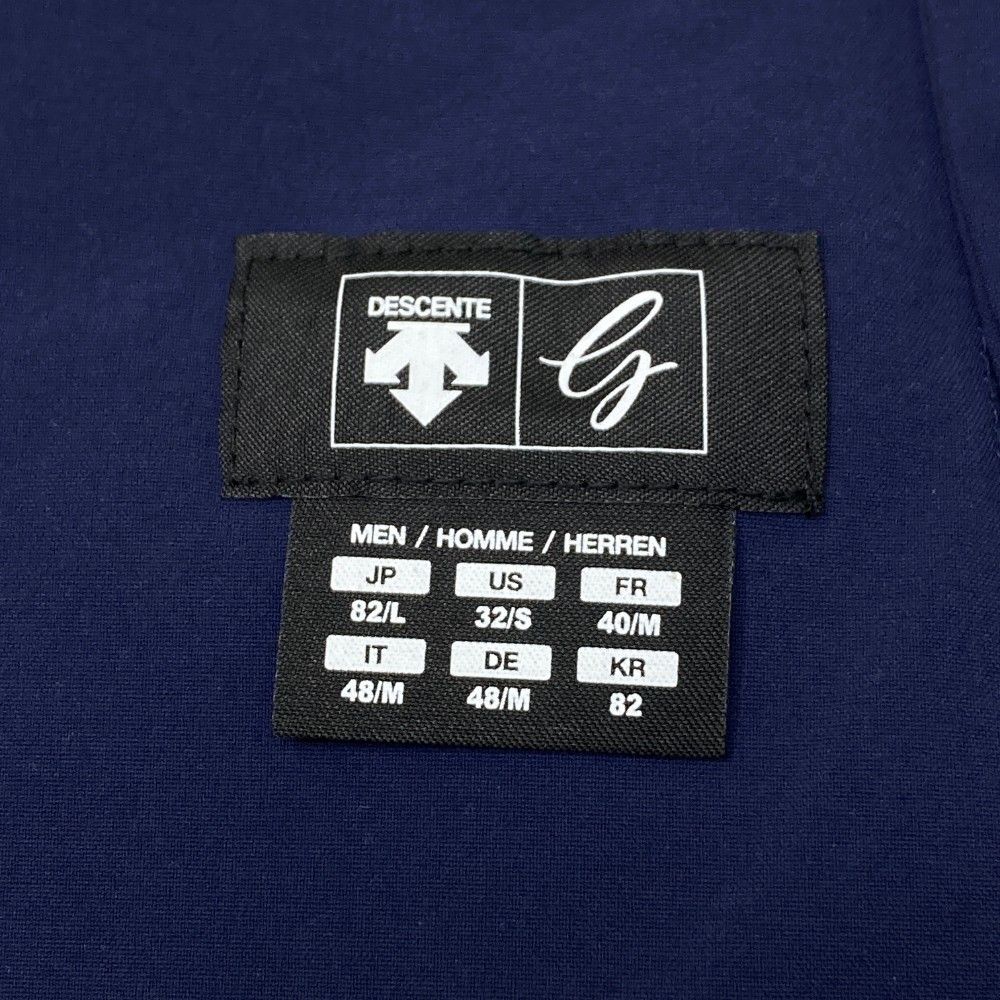 DESCENTE
G
MEN / HOMME / HERREN
JP US FR
82/L 32/S 40/M
IT DE KR
48/M 48/M 82